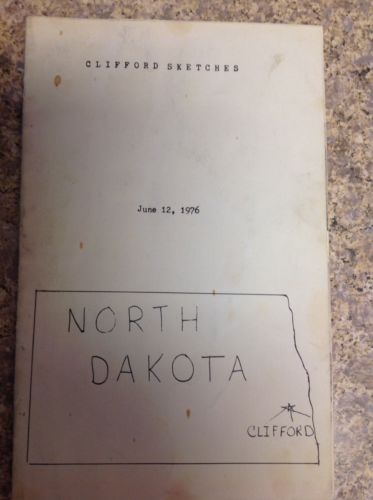 CLIFFORD SKETCHES
June 12, 1976
NORTH
DAKOTA
CLIFFORD